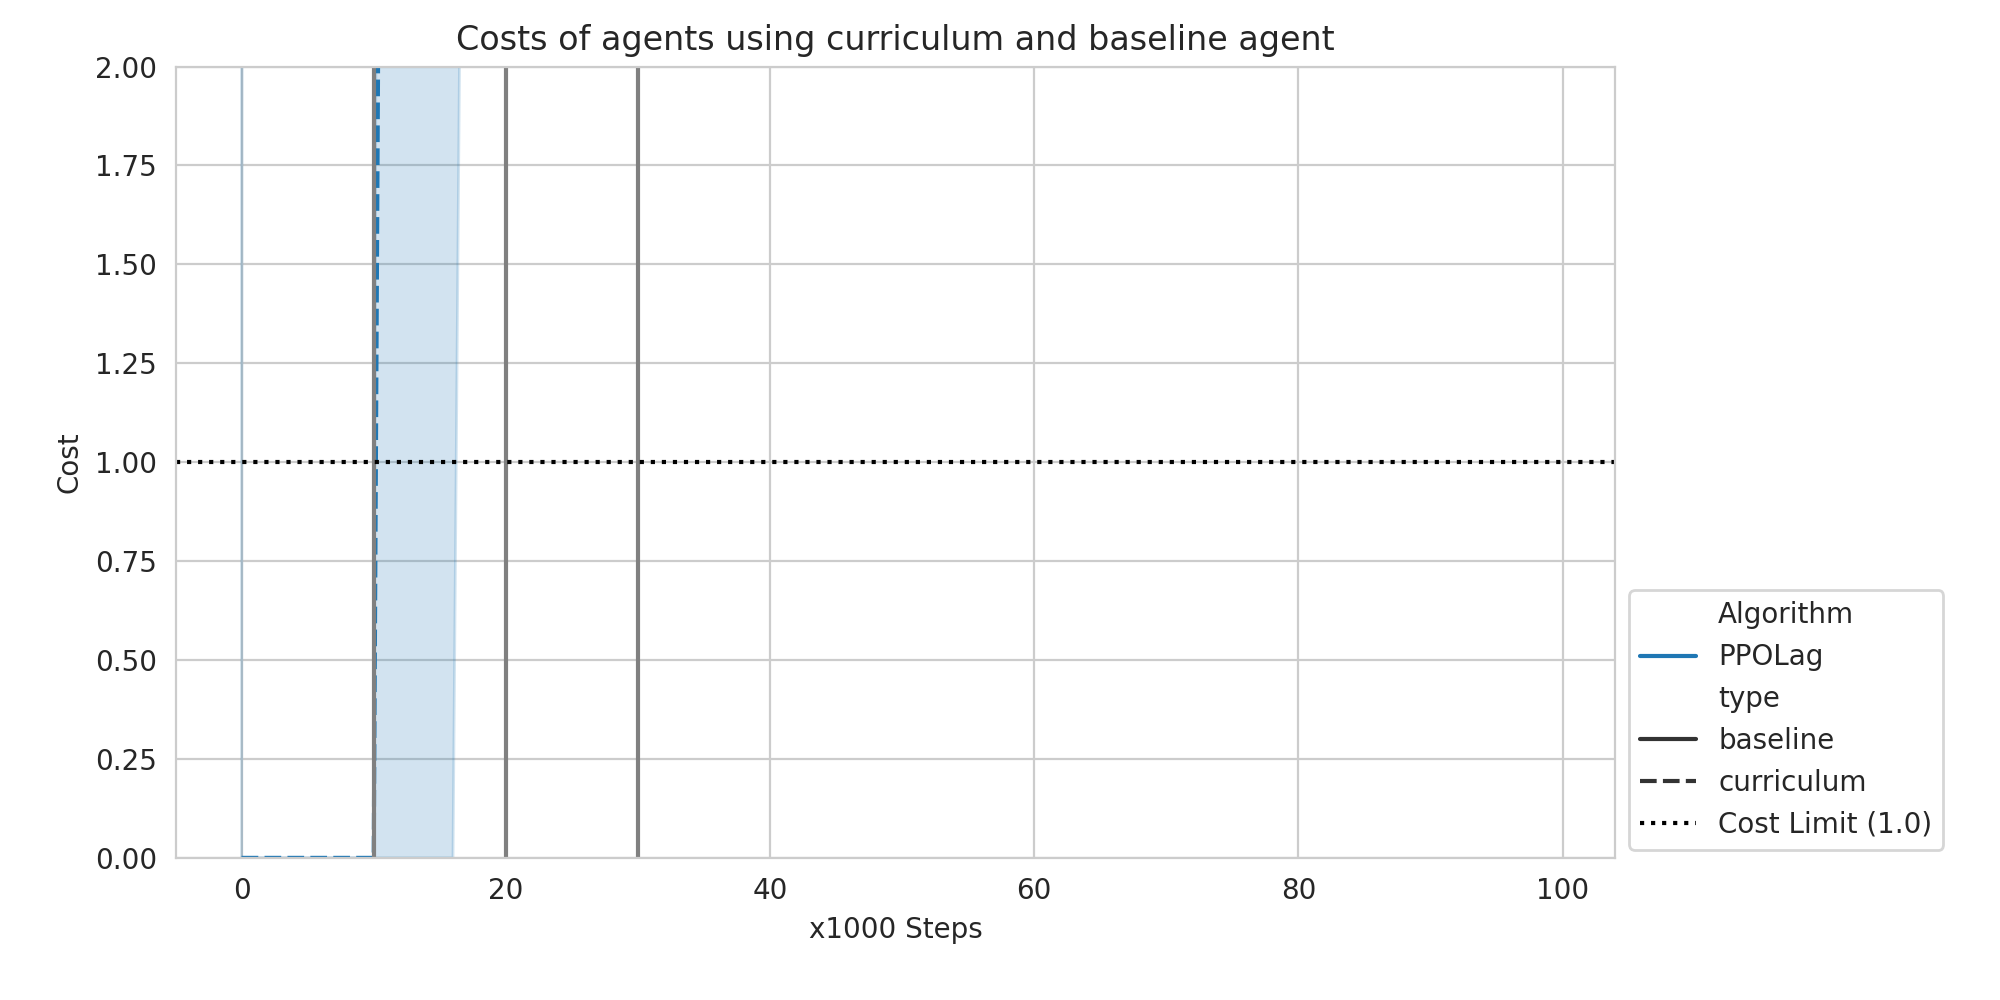 Costs of agents using curriculum and baseline agent
2.00
1.75
1.50
1.25
1.00
0.75
0.50
0.25
0.00
Cost
0
20
40
60
80
100
x1000 Steps
Algorithm
PPOLag
type
baseline
curriculum
Cost Limit (1.0)